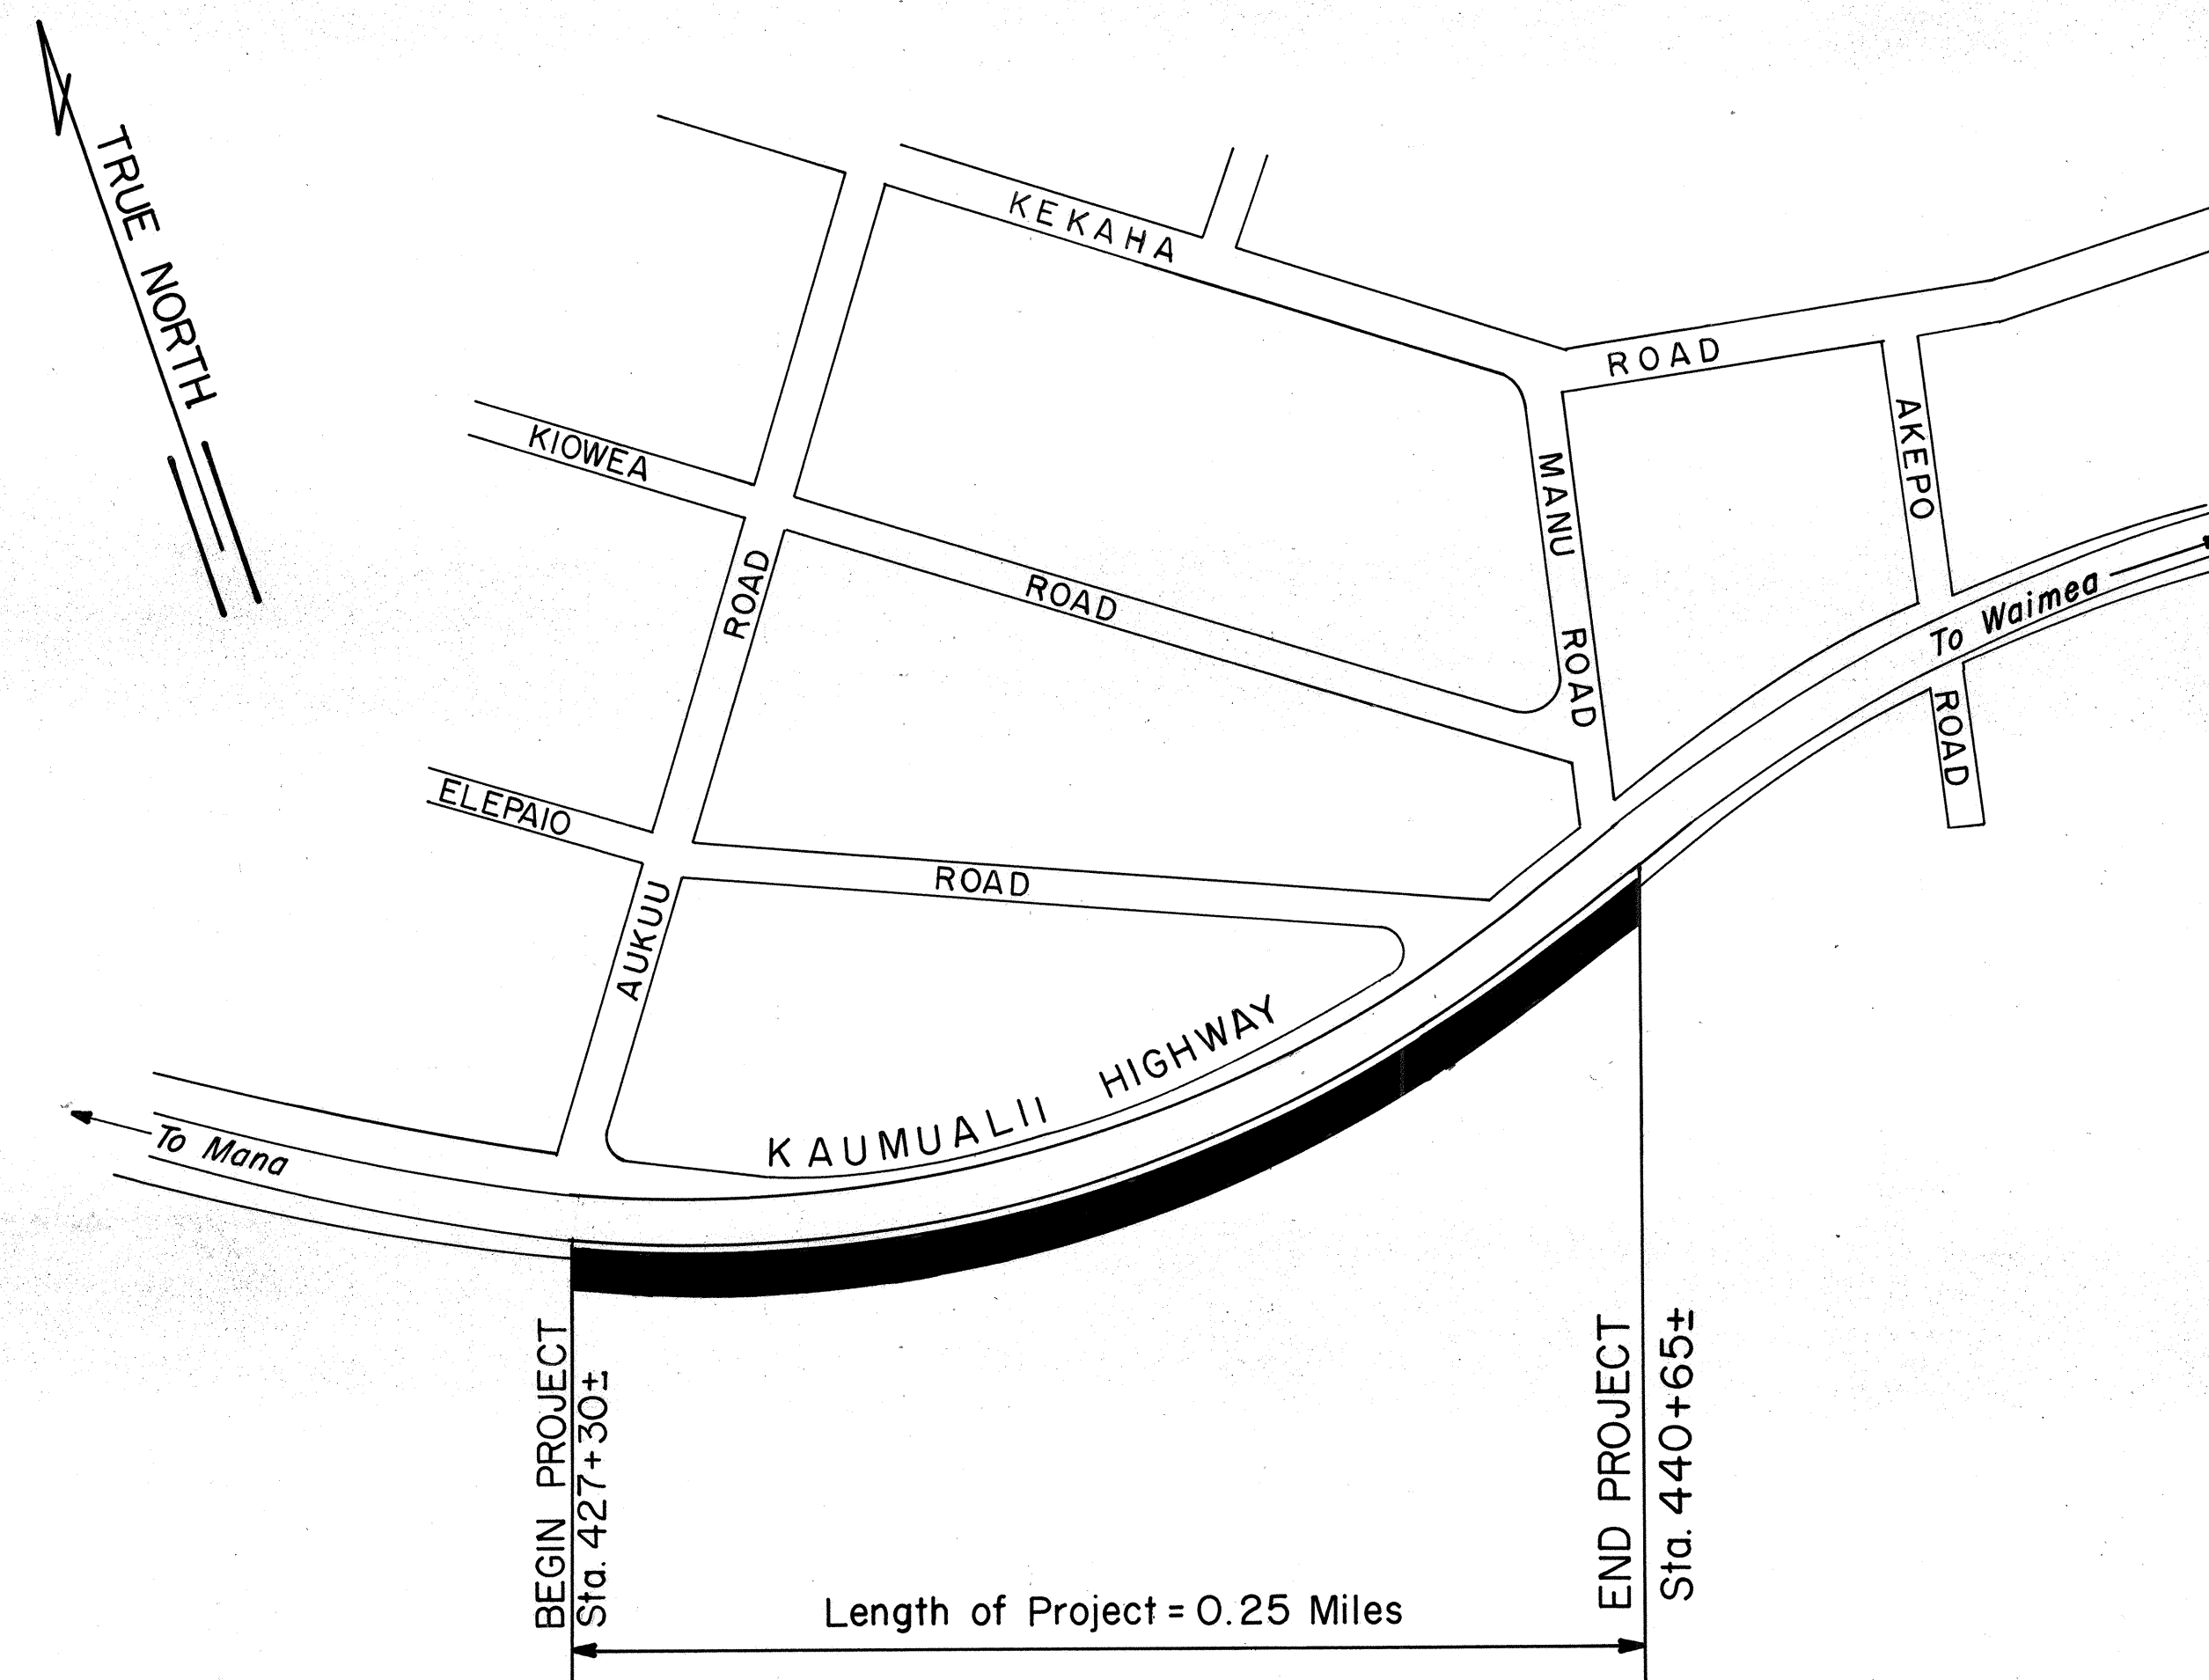 TRUE NORTH
KEKAHA ROAD
KIOWEA ROAD
MANU ROAD
AKEPO ROAD
To Waimea
ELEPAIO ROAD
AUKUU ROAD
KAUMUALII HIGHWAY
To Mana
BEGIN PROJECT
Sta. 427+30±
END PROJECT
Sta. 440+65±
Length of Project = 0.25 Miles